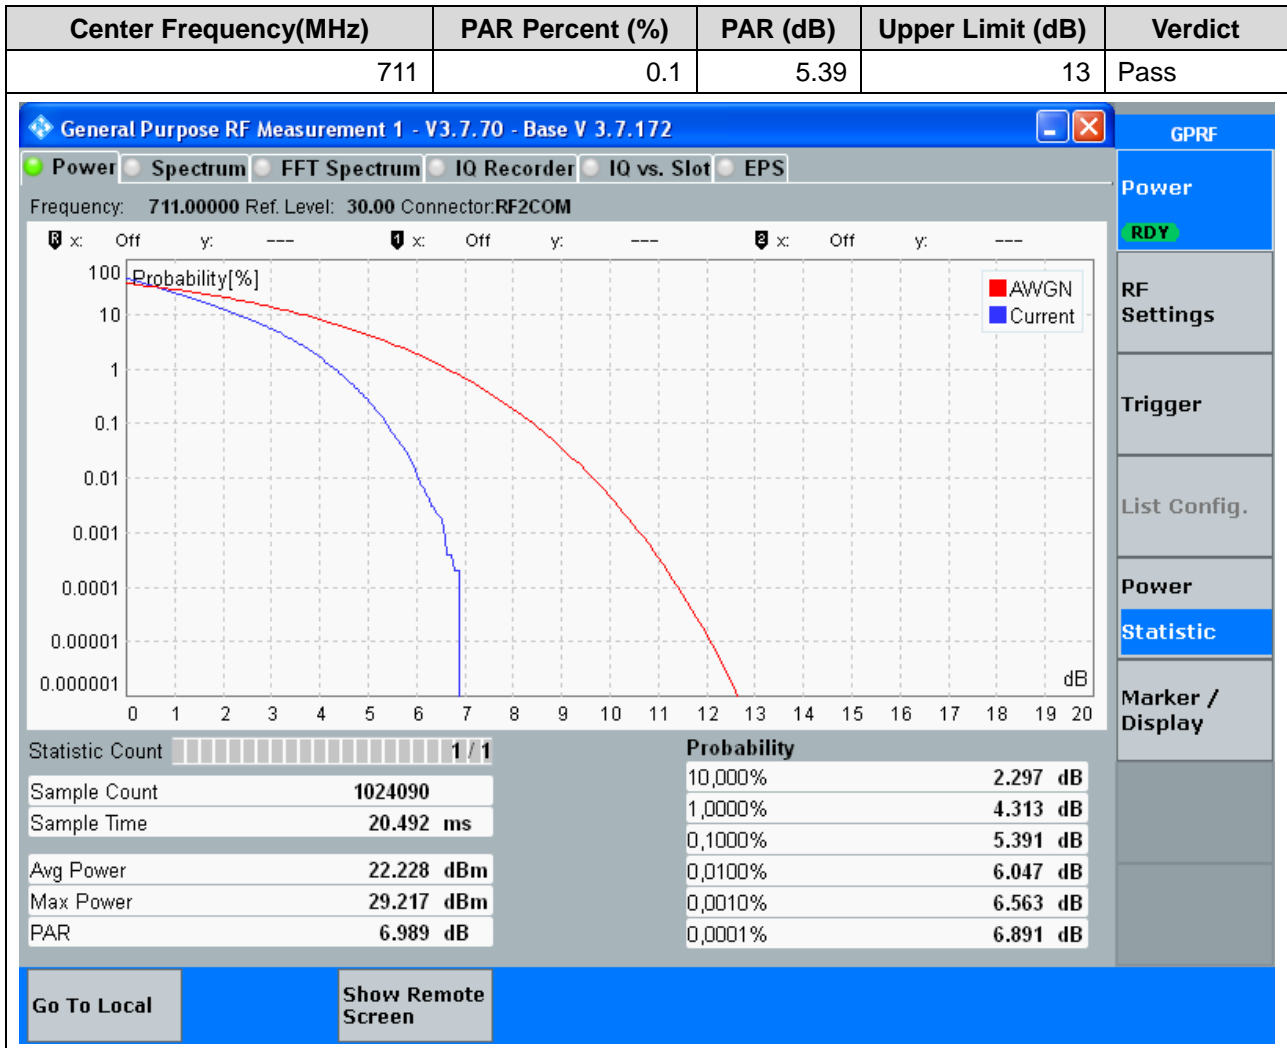 Center Frequency(MHz) PAR Percent (%) PAR (dB) Upper Limit (dB) Verdict
711 0.1 5.39 13 Pass
General Purpose RF Measurement 1 - V3.7.70 - Base V 3.7.172
GPRF
Power Spectrum FFT Spectrum IQ Recorder IQ vs. Slot EPS
Frequency: 711.00000 Ref. Level: 30.00 Connector:RF2COM
R x: Off y: --- 1 x: Off y: --- 2 x: Off y: ---
Probability[%]
AWGN
Current
100
10
1
0.1
0.01
0.001
0.0001
0.00001
0.000001
dB
0 1 2 3 4 5 6 7 8 9 10 11 12 13 14 15 16 17 18 19 20
Statistic Count 1 / 1
Sample Count 1024090
Sample Time 20.492 ms
Avg Power 22.228 dBm
Max Power 29.217 dBm
PAR 6.989 dB
Probability
10,000% 2.297 dB
1,0000% 4.313 dB
0,1000% 5.391 dB
0,0100% 6.047 dB
0,0010% 6.563 dB
0,0001% 6.891 dB
Power
RDY
RF
Settings
Trigger
List Config.
Power
Statistic
Marker /
Display
Go To Local
Show Remote
Screen